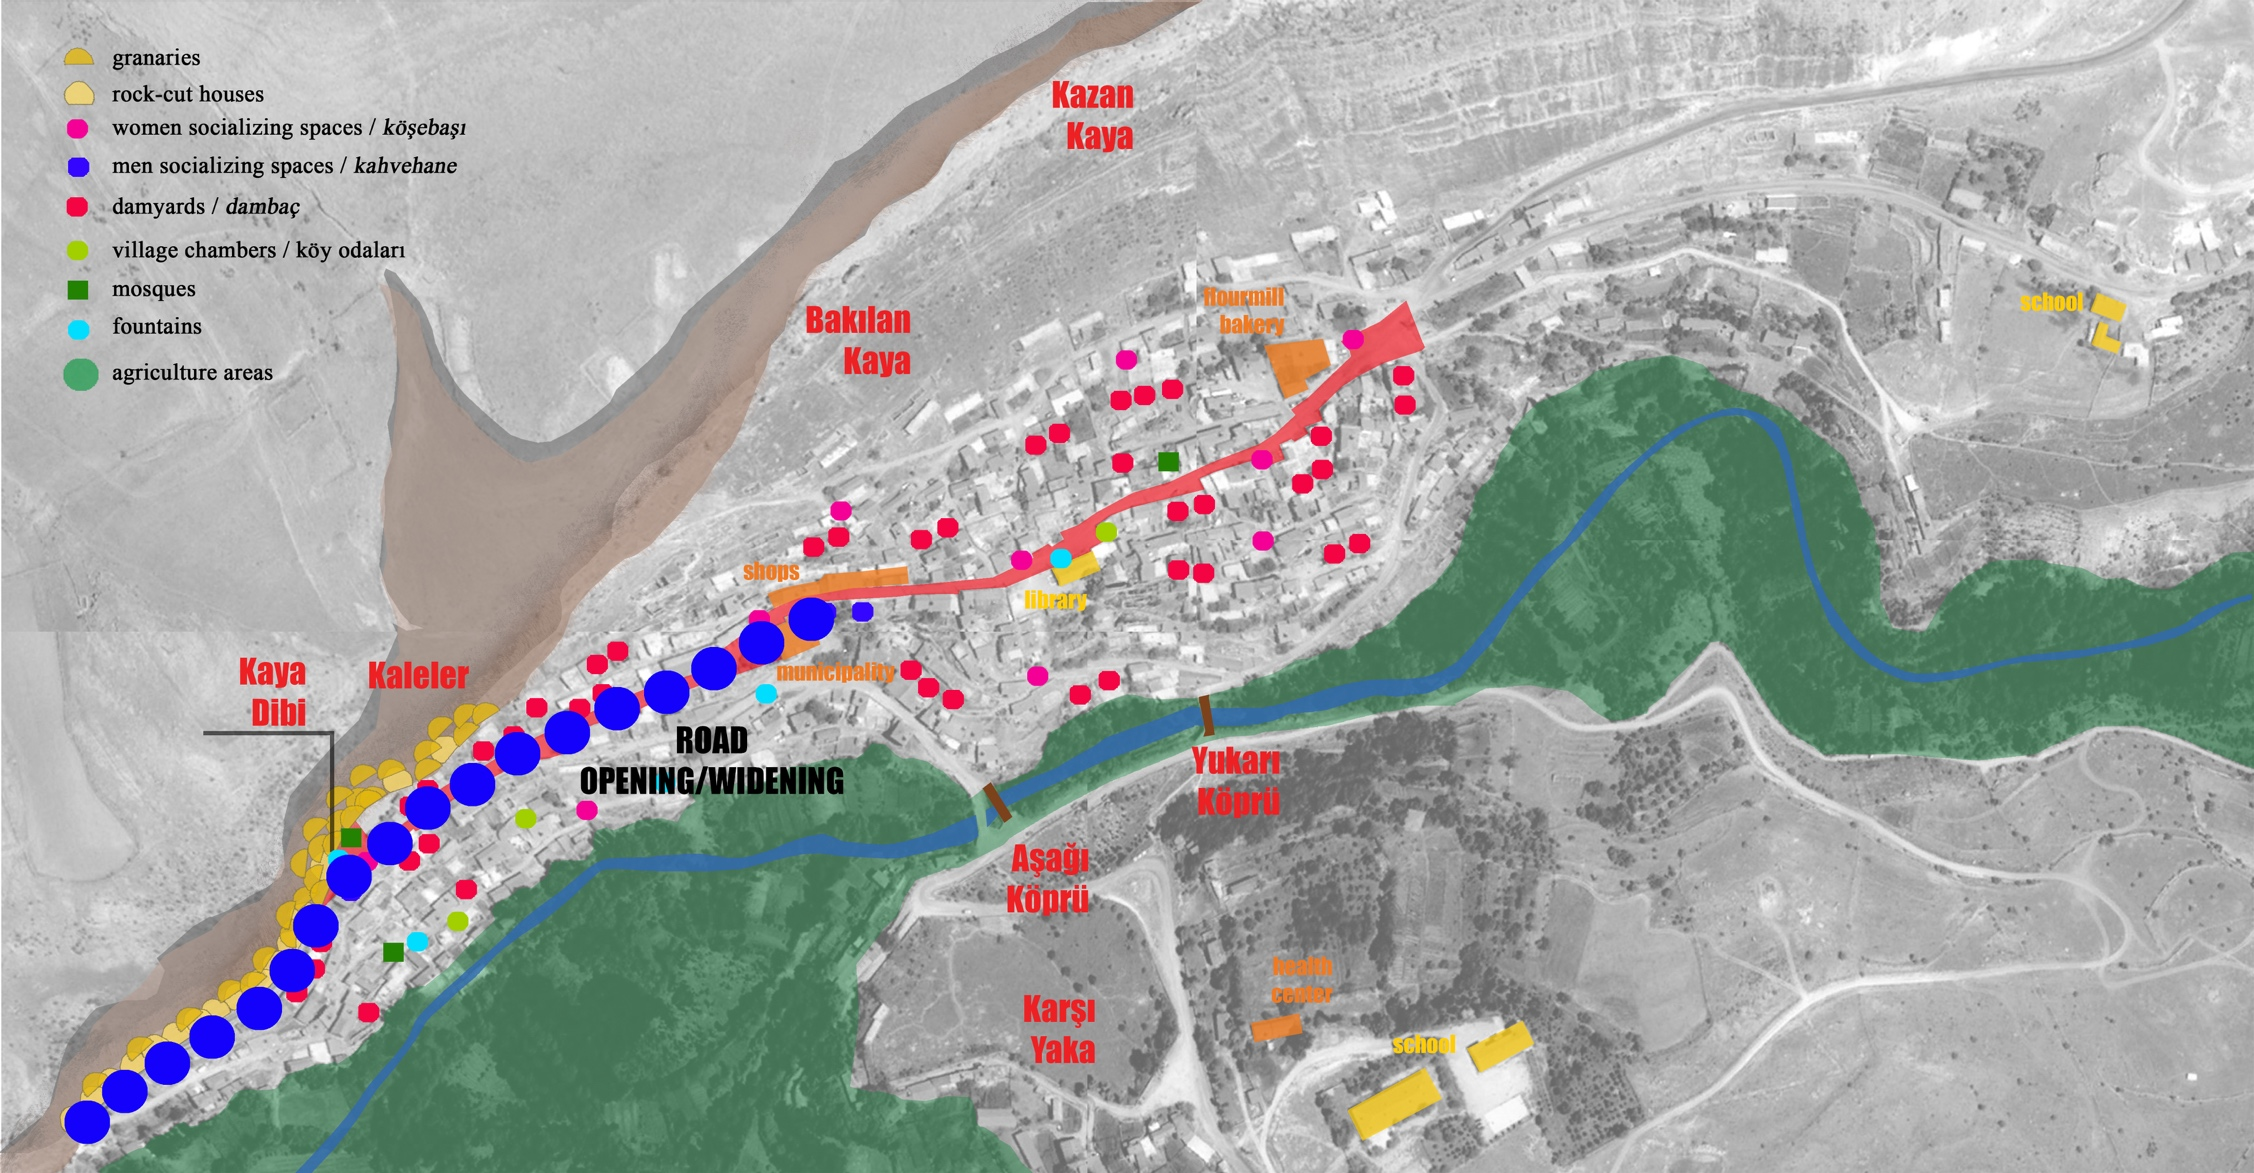 granaries
rock-cut houses
women socializing spaces / köşebaşı
men socializing spaces / kahvehane
damyards / dambaç
village chambers / köy odaları
mosques
fountains
agriculture areas
Kazan
Kaya
Bakılan
Kaya
flourmill
bakery
school
shops
library
municipality
Kaya
Dibi
Kaleler
ROAD
OPENING/WIDENING
Yukarı
Köprü
Aşağı
Köprü
Karşı
Yaka
health
center
school